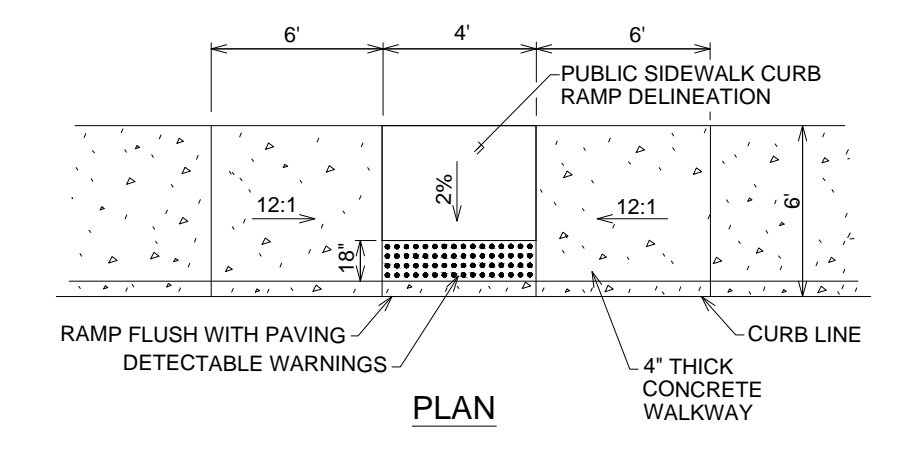 6'
4'
6'
PUBLIC SIDEWALK CURB
RAMP DELINEATION
2%
12:1
12:1
6'
18"
RAMP FLUSH WITH PAVING
DETECTABLE WARNINGS
CURB LINE
4" THICK
CONCRETE
WALKWAY
PLAN